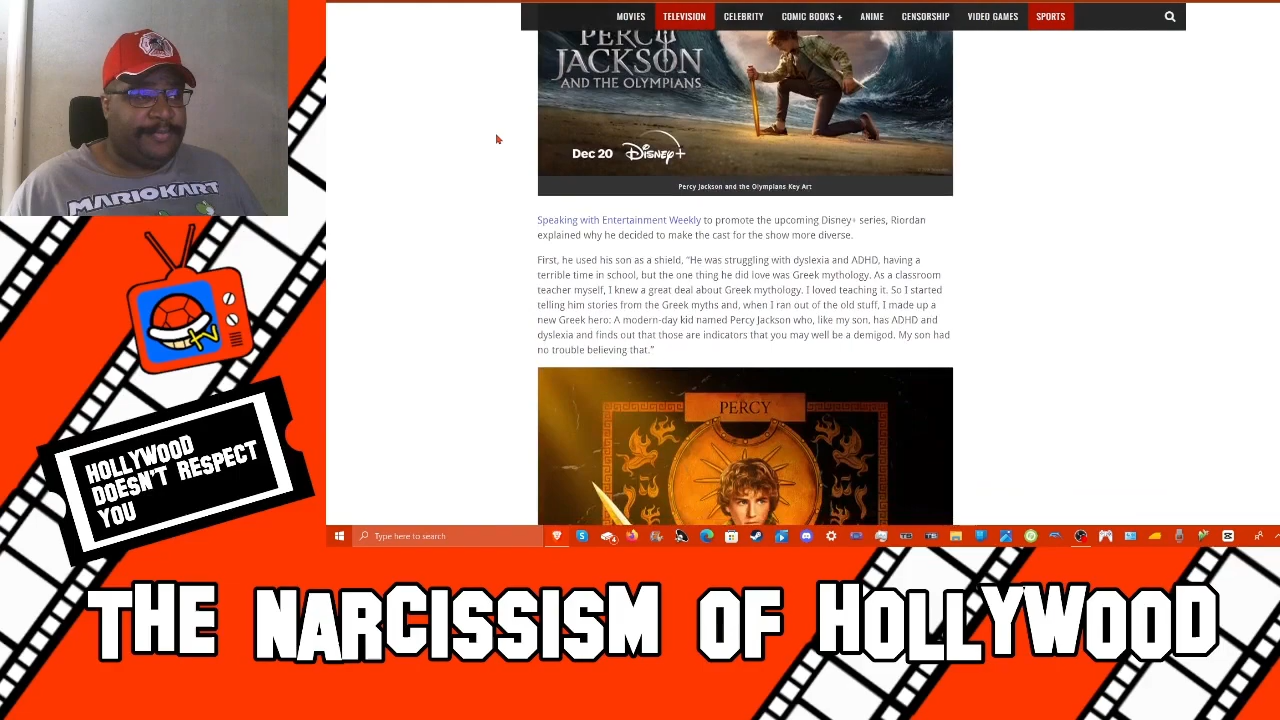 MOVIES TELEVISION CELEBRITY COMIC BOOKS + ANIME CENSORSHIP VIDEO GAMES SPORTS
PERCY
JACKSON
AND THE OLYMPIANS
Dec 20 Disney+
Percy Jackson and the Olympians Key Art
Speaking with Entertainment Weekly to promote the upcoming Disney+ series, Riordan
explained why he decided to make the cast for the show more diverse.
First, he used his son as a shield, “He was struggling with dyslexia and ADHD, having a
terrible time in school, but the one thing he did love was Greek mythology. As a classroom
teacher myself, I knew a great deal about Greek mythology. I loved teaching it. So I started
telling him stories from the Greek myths and, when I ran out of the old stuff, I made up a
new Greek hero: A modern-day kid named Percy Jackson who, like my son, has ADHD and
dyslexia and finds out that those are indicators that you may well be a demigod. My son had
no trouble believing that.”
PERCY
Type here to search
MARIOKART
tv
HOLLYWOOD
DOESN'T RESPECT
YOU
THE NARCISSISM OF HOLLYWOOD